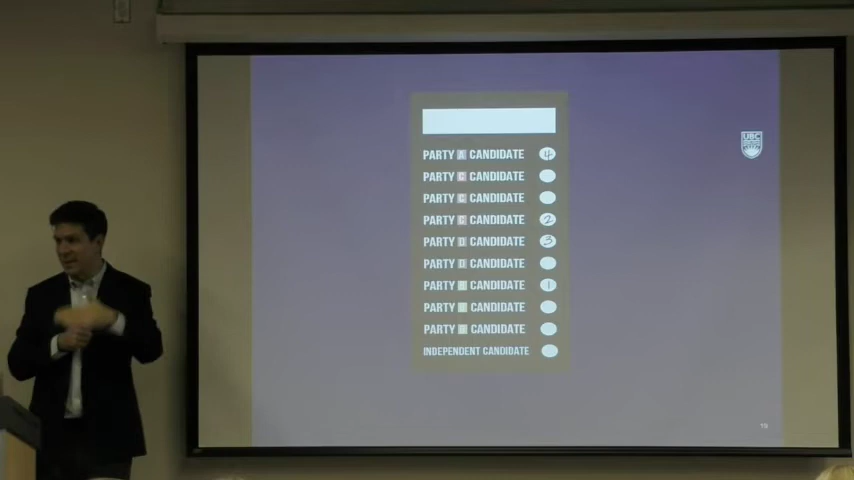 UBC
PARTY A CANDIDATE 4
PARTY C CANDIDATE
PARTY C CANDIDATE
PARTY C CANDIDATE 2
PARTY D CANDIDATE 3
PARTY D CANDIDATE
PARTY CANDIDATE 1
PARTY CANDIDATE
PARTY CANDIDATE
INDEPENDENT CANDIDATE